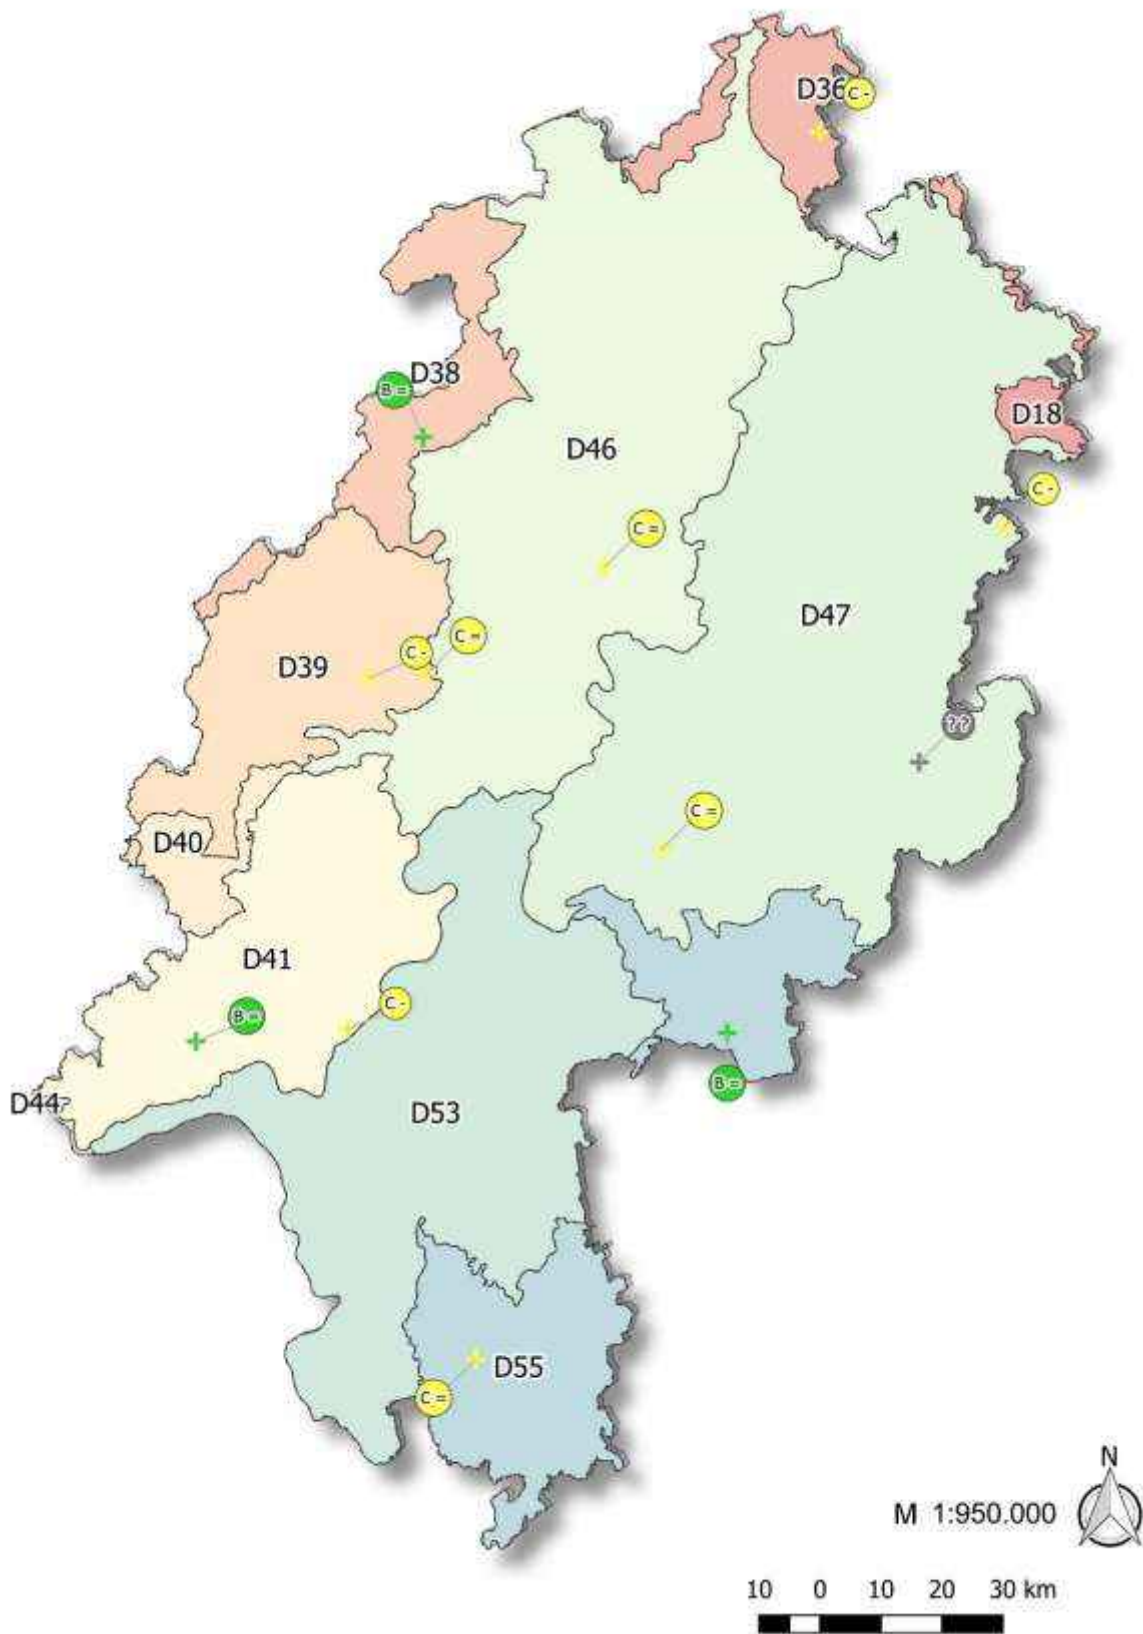 D36
C -
D38
B =
D18
D46
C -
C =
D47
C =
C -
D39
??
C =
D40
D41
C -
B =
D44
B =
D53
D55
C =
N
M 1:950.000
10 0 10 20 30 km